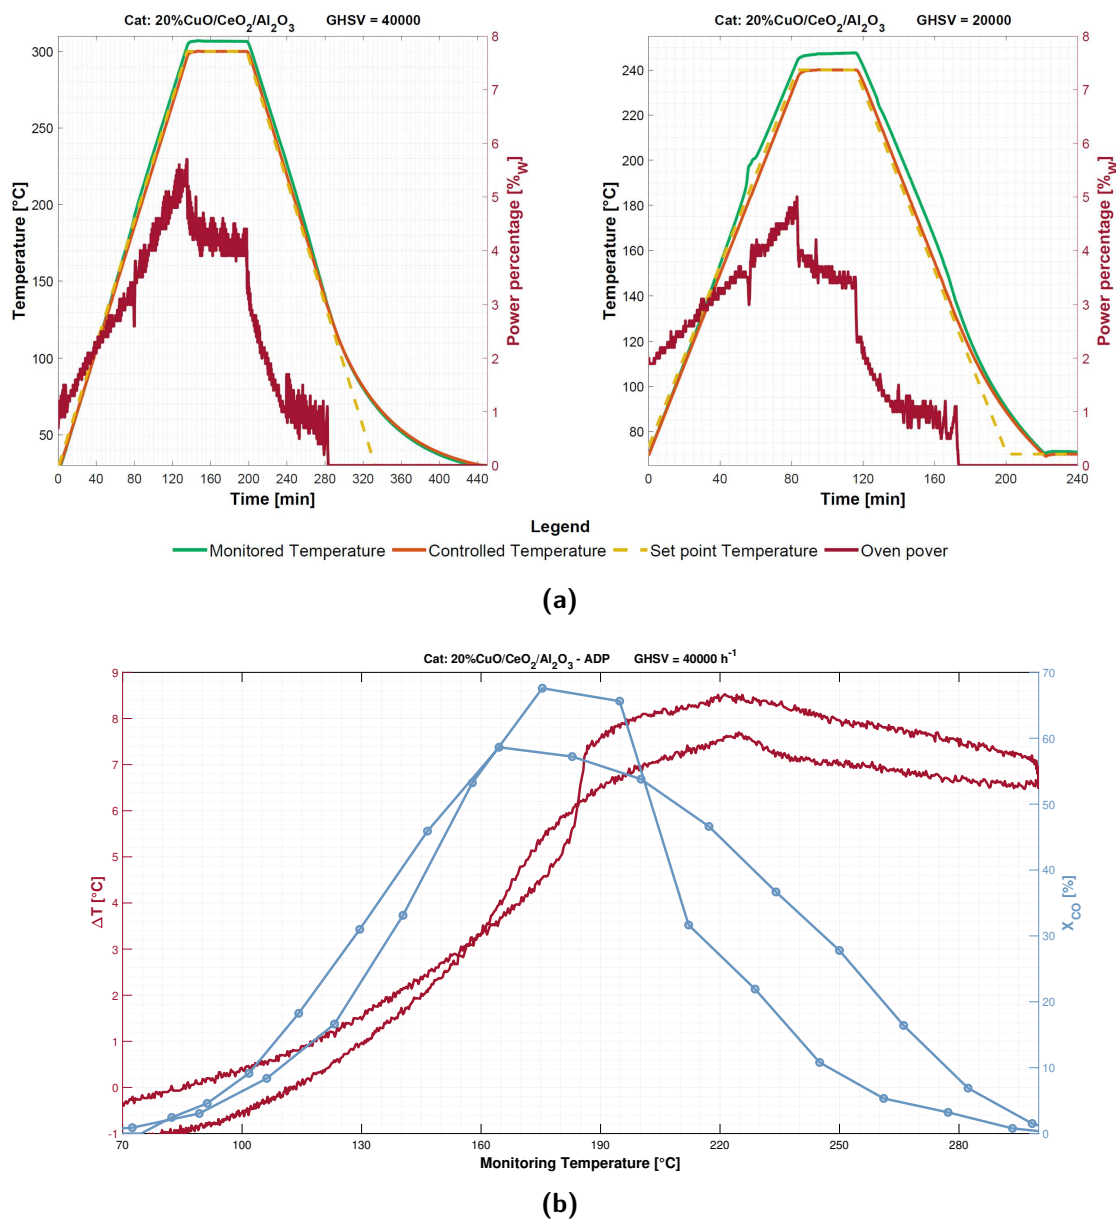 Cat: 20%CuO/CeO2/Al2O3 GHSV = 40000
Temperature [°C]
300
250
200
150
100
50
8
7
6
5
4
3
2
1
0
Power percentage [%W]
0 40 80 120 160 200 240 280 320 360 400 440
Time [min]
Cat: 20%CuO/CeO2/Al2O3 GHSV = 20000
Temperature [°C]
240
220
200
180
160
140
120
100
80
8
7
6
5
4
3
2
1
0
Power percentage [%W]
0 40 80 120 160 200 240
Time [min]
Legend
Monitored Temperature Controlled Temperature Set point Temperature Oven pover
(a)
Cat: 20%CuO/CeO2/Al2O3 - ADP GHSV = 40000 h-1
ΔT [°C]
9
8
7
6
5
4
3
2
1
0
-1
70
60
50
40
30
20
10
0
XCO [%]
70 100 130 160 190 220 250 280
Monitoring Temperature [°C]
(b)